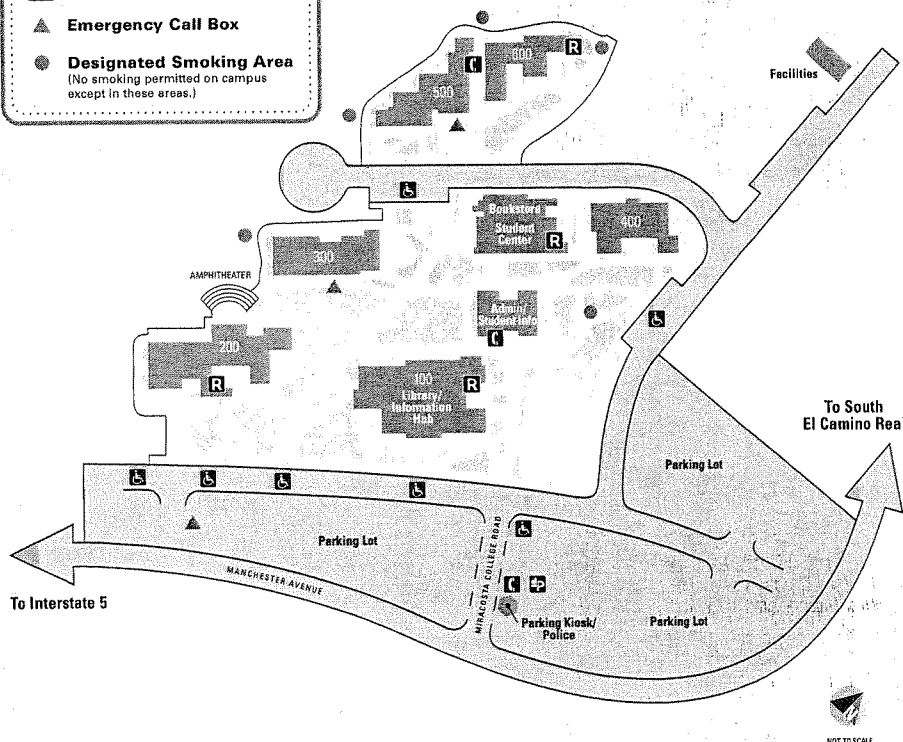 Emergency Call Box
Designated Smoking Area
(No smoking permitted on campus
except in these areas.)
600
R
500
Facilities
Bookstore
Student
Center
R
400
300
AMPHITHEATER
Admin/
Student Info
200
R
100
R
Library/
Information
Hub
To South
El Camino Real
Parking Lot
Parking Lot
MIRACOSTA COLLEGE ROAD
MANCHESTER AVENUE
To Interstate 5
P
Parking Kiosk/
Police
Parking Lot
N
NOT TO SCALE